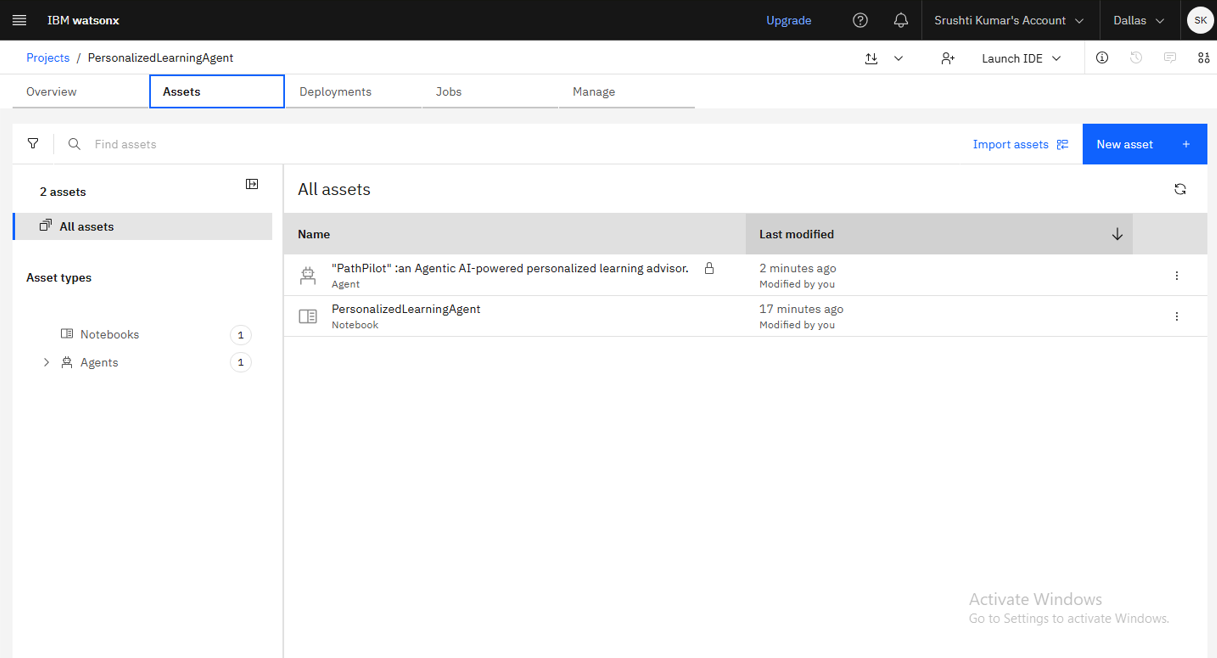 IBM watsonx
Upgrade
Srushti Kumar's Account
Dallas
SK
Projects / PersonalizedLearningAgent
Launch IDE
Overview
Assets
Deployments
Jobs
Manage
Find assets
Import assets
New asset +
2 assets
All assets
Asset types
Notebooks 1
Agents 1
All assets
Name
Last modified
"PathPilot" :an Agentic AI-powered personalized learning advisor.
Agent
2 minutes ago
Modified by you
PersonalizedLearningAgent
Notebook
17 minutes ago
Modified by you
Activate Windows
Go to Settings to activate Windows.